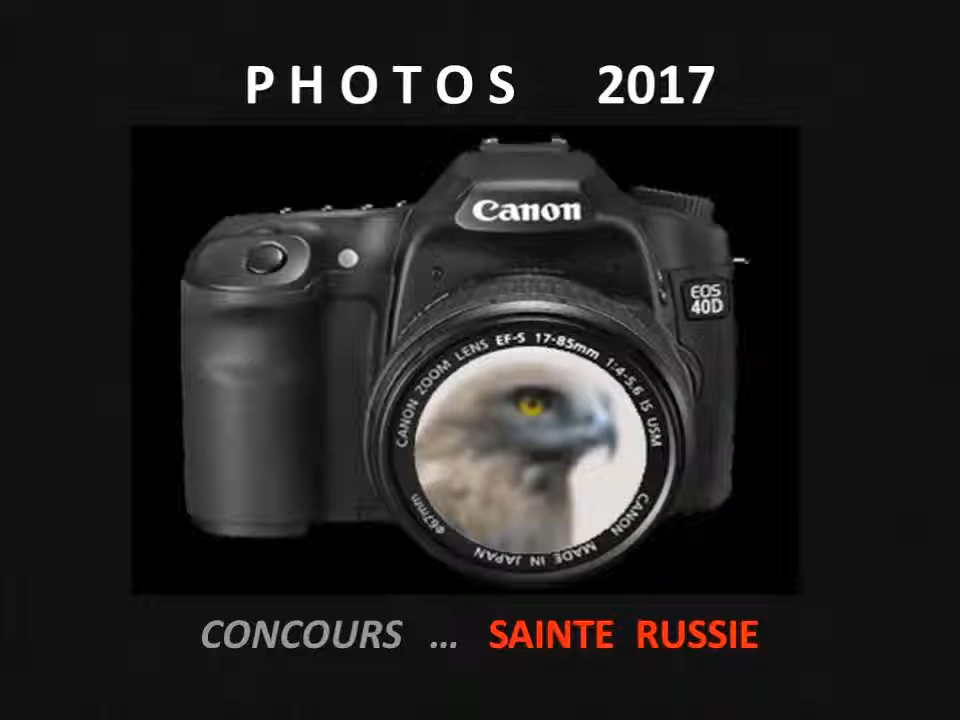 PHOTOS 2017
Canon
EOS
40D
CANON ZOOM LENS EF-S 17-85mm 1:4-5.6 IS USM
CANON MADE IN JAPAN ⌀67mm
CONCOURS ... SAINTE RUSSIE